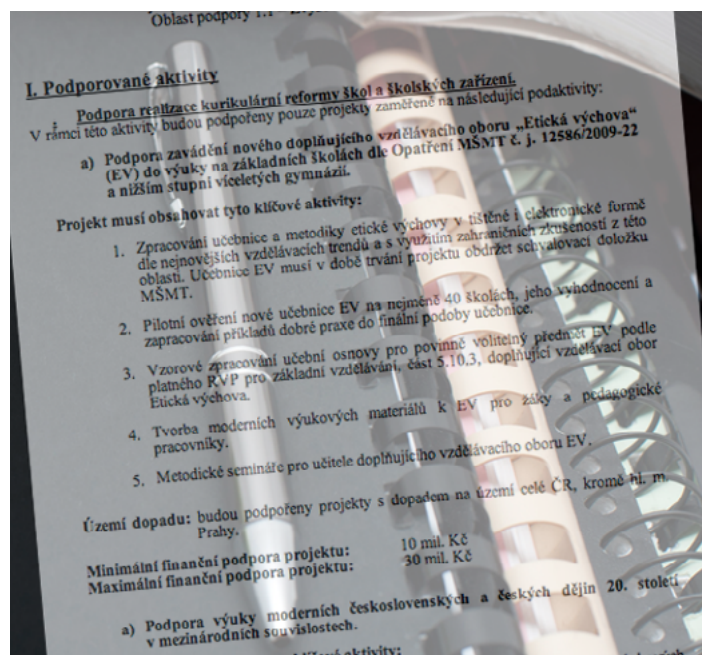 Oblast podpory 1.1
I. Podporované aktivity
Podpora realizace kurikulární reformy škol a školských zařízení.
V rámci této aktivity budou podpořeny pouze projekty zaměřené na následující podaktivity:
a) Podpora zavádění nového doplňujícího vzdělávacího oboru „Etická výchova“
(EV) do výuky na základních školách dle Opatření MŠMT č. j. 12586/2009-22
a nižším stupni víceletých gymnázií.
Projekt musí obsahovat tyto klíčové aktivity:
1. Zpracování učebnice a metodiky etické výchovy v tištěné i elektronické formě
dle nejnovějších vzdělávacích trendů a s využitím zahraničních zkušeností z této
oblasti. Učebnice EV musí v době trvání projektu obdržet schvalovací doložku
MŠMT.
2. Pilotní ověření nové učebnice EV na nejméně 40 školách, jeho vyhodnocení a
zapracování příkladů dobré praxe do finální podoby učebnice.
3. Vzorové zpracování učební osnovy pro povinně volitelný předmět EV podle
platného RVP pro základní vzdělávání, část 5.10.3, doplňující vzdělávací obor
Etická výchova.
4. Tvorba moderních výukových materiálů k EV pro žáky a pedagogické
pracovníky.
5. Metodické semináře pro učitele doplňujícího vzdělávacího oboru EV.
Území dopadu: budou podpořeny projekty s dopadem na území celé ČR, kromě hl. m.
Prahy.
Minimální finanční podpora projektu: 10 mil. Kč
Maximální finanční podpora projektu: 30 mil. Kč
a) Podpora výuky moderních československých a českých dějin 20. století
v mezinárodních souvislostech.
aktivity: